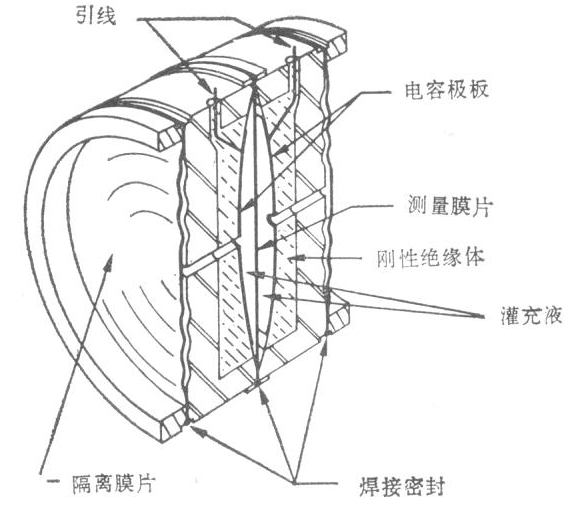 引线
电容极板
测量膜片
刚性绝缘体
灌充液
隔离膜片
焊接密封